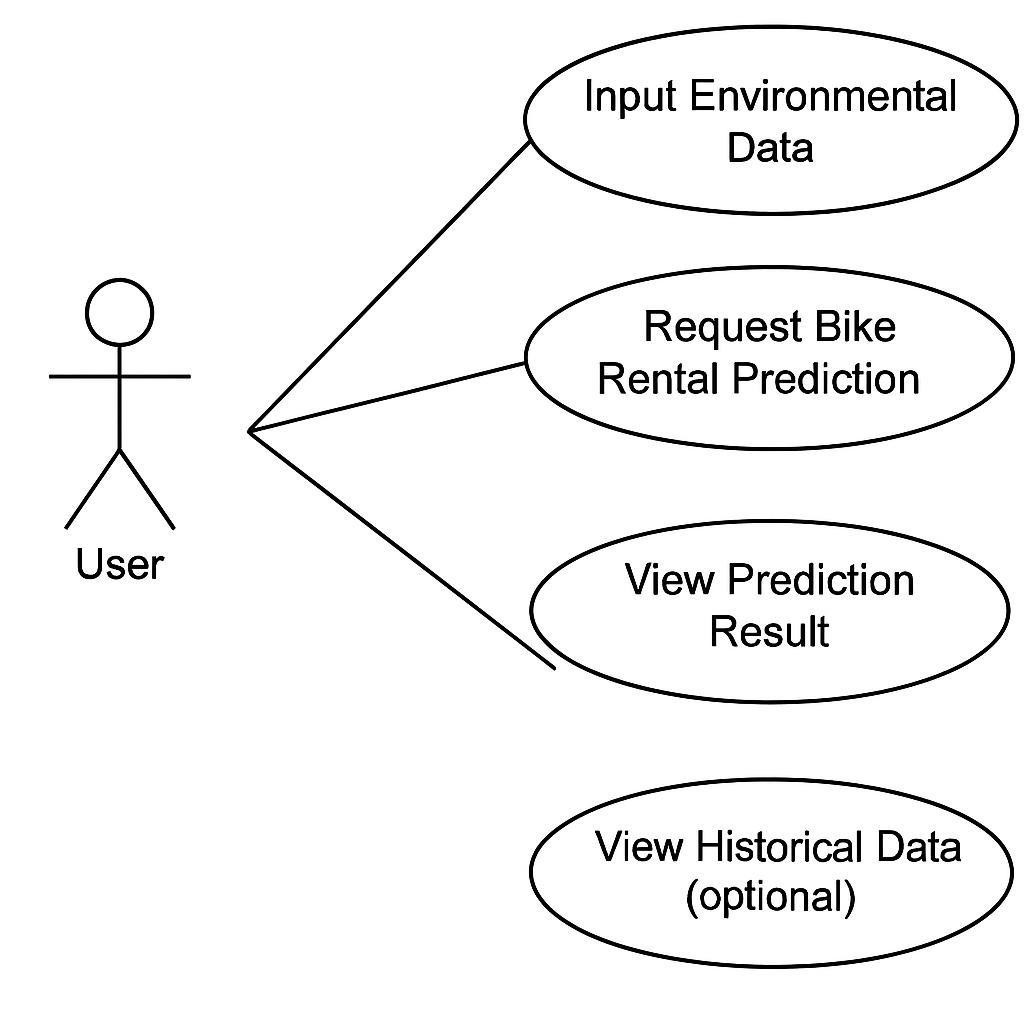 Input Environmental
Data
Request Bike
Rental Prediction
User
View Prediction
Result
View Historical Data
(optional)